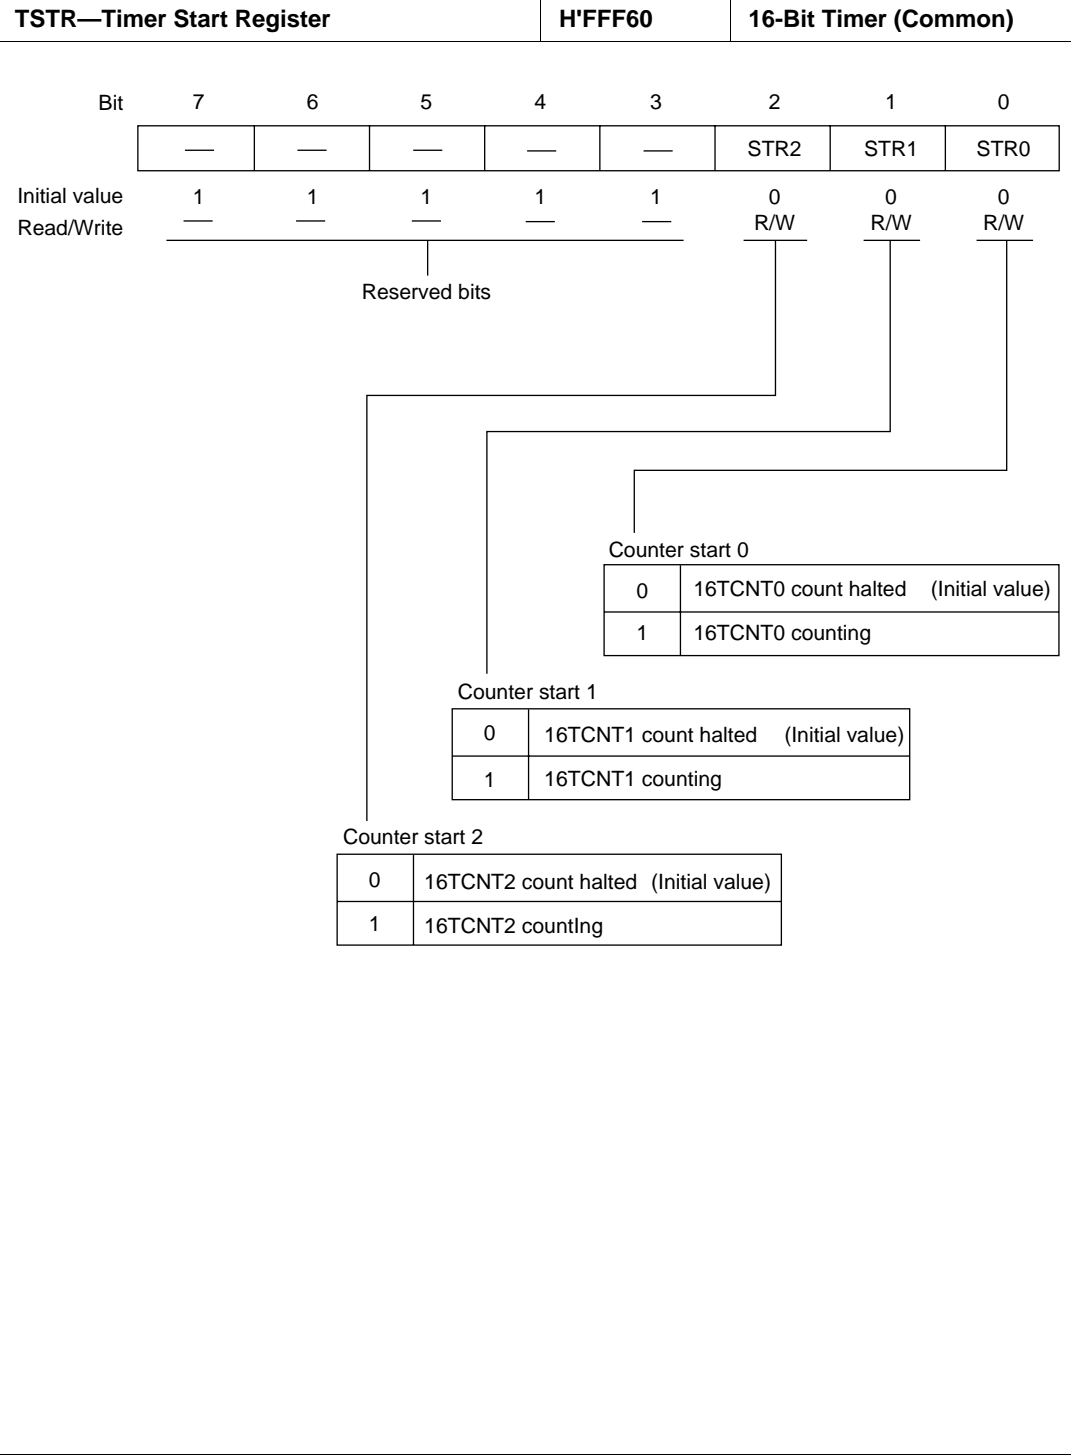 TSTR—Timer Start Register H'FFF60 16-Bit Timer (Common)
Bit 7 6 5 4 3 2 1 0
— — — — — STR2 STR1 STR0
Initial value 1 1 1 1 1 0 0 0
Read/Write — — — — — R/W R/W R/W
Reserved bits
Counter start 0
0 16TCNT0 count halted (Initial value)
1 16TCNT0 counting
Counter start 1
0 16TCNT1 count halted (Initial value)
1 16TCNT1 counting
Counter start 2
0 16TCNT2 count halted (Initial value)
1 16TCNT2 countIng